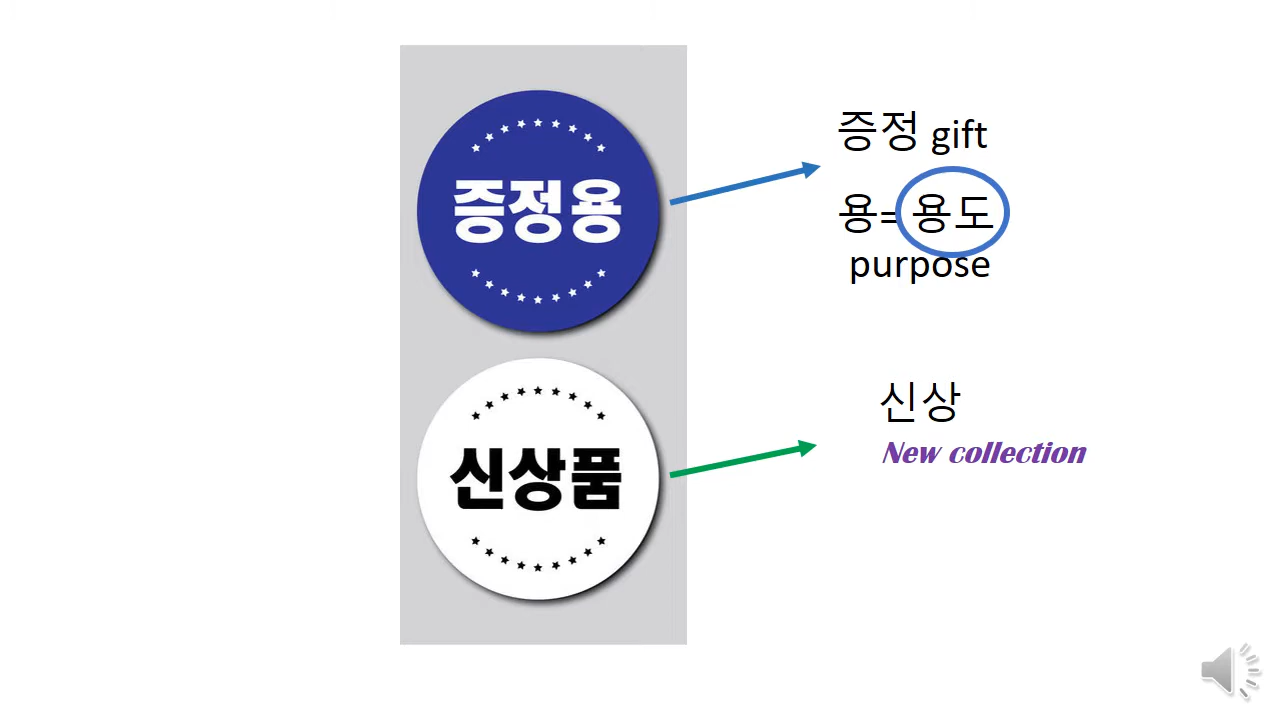 증정용
신상품
증정 gift
용= 용도
purpose
신상
New collection